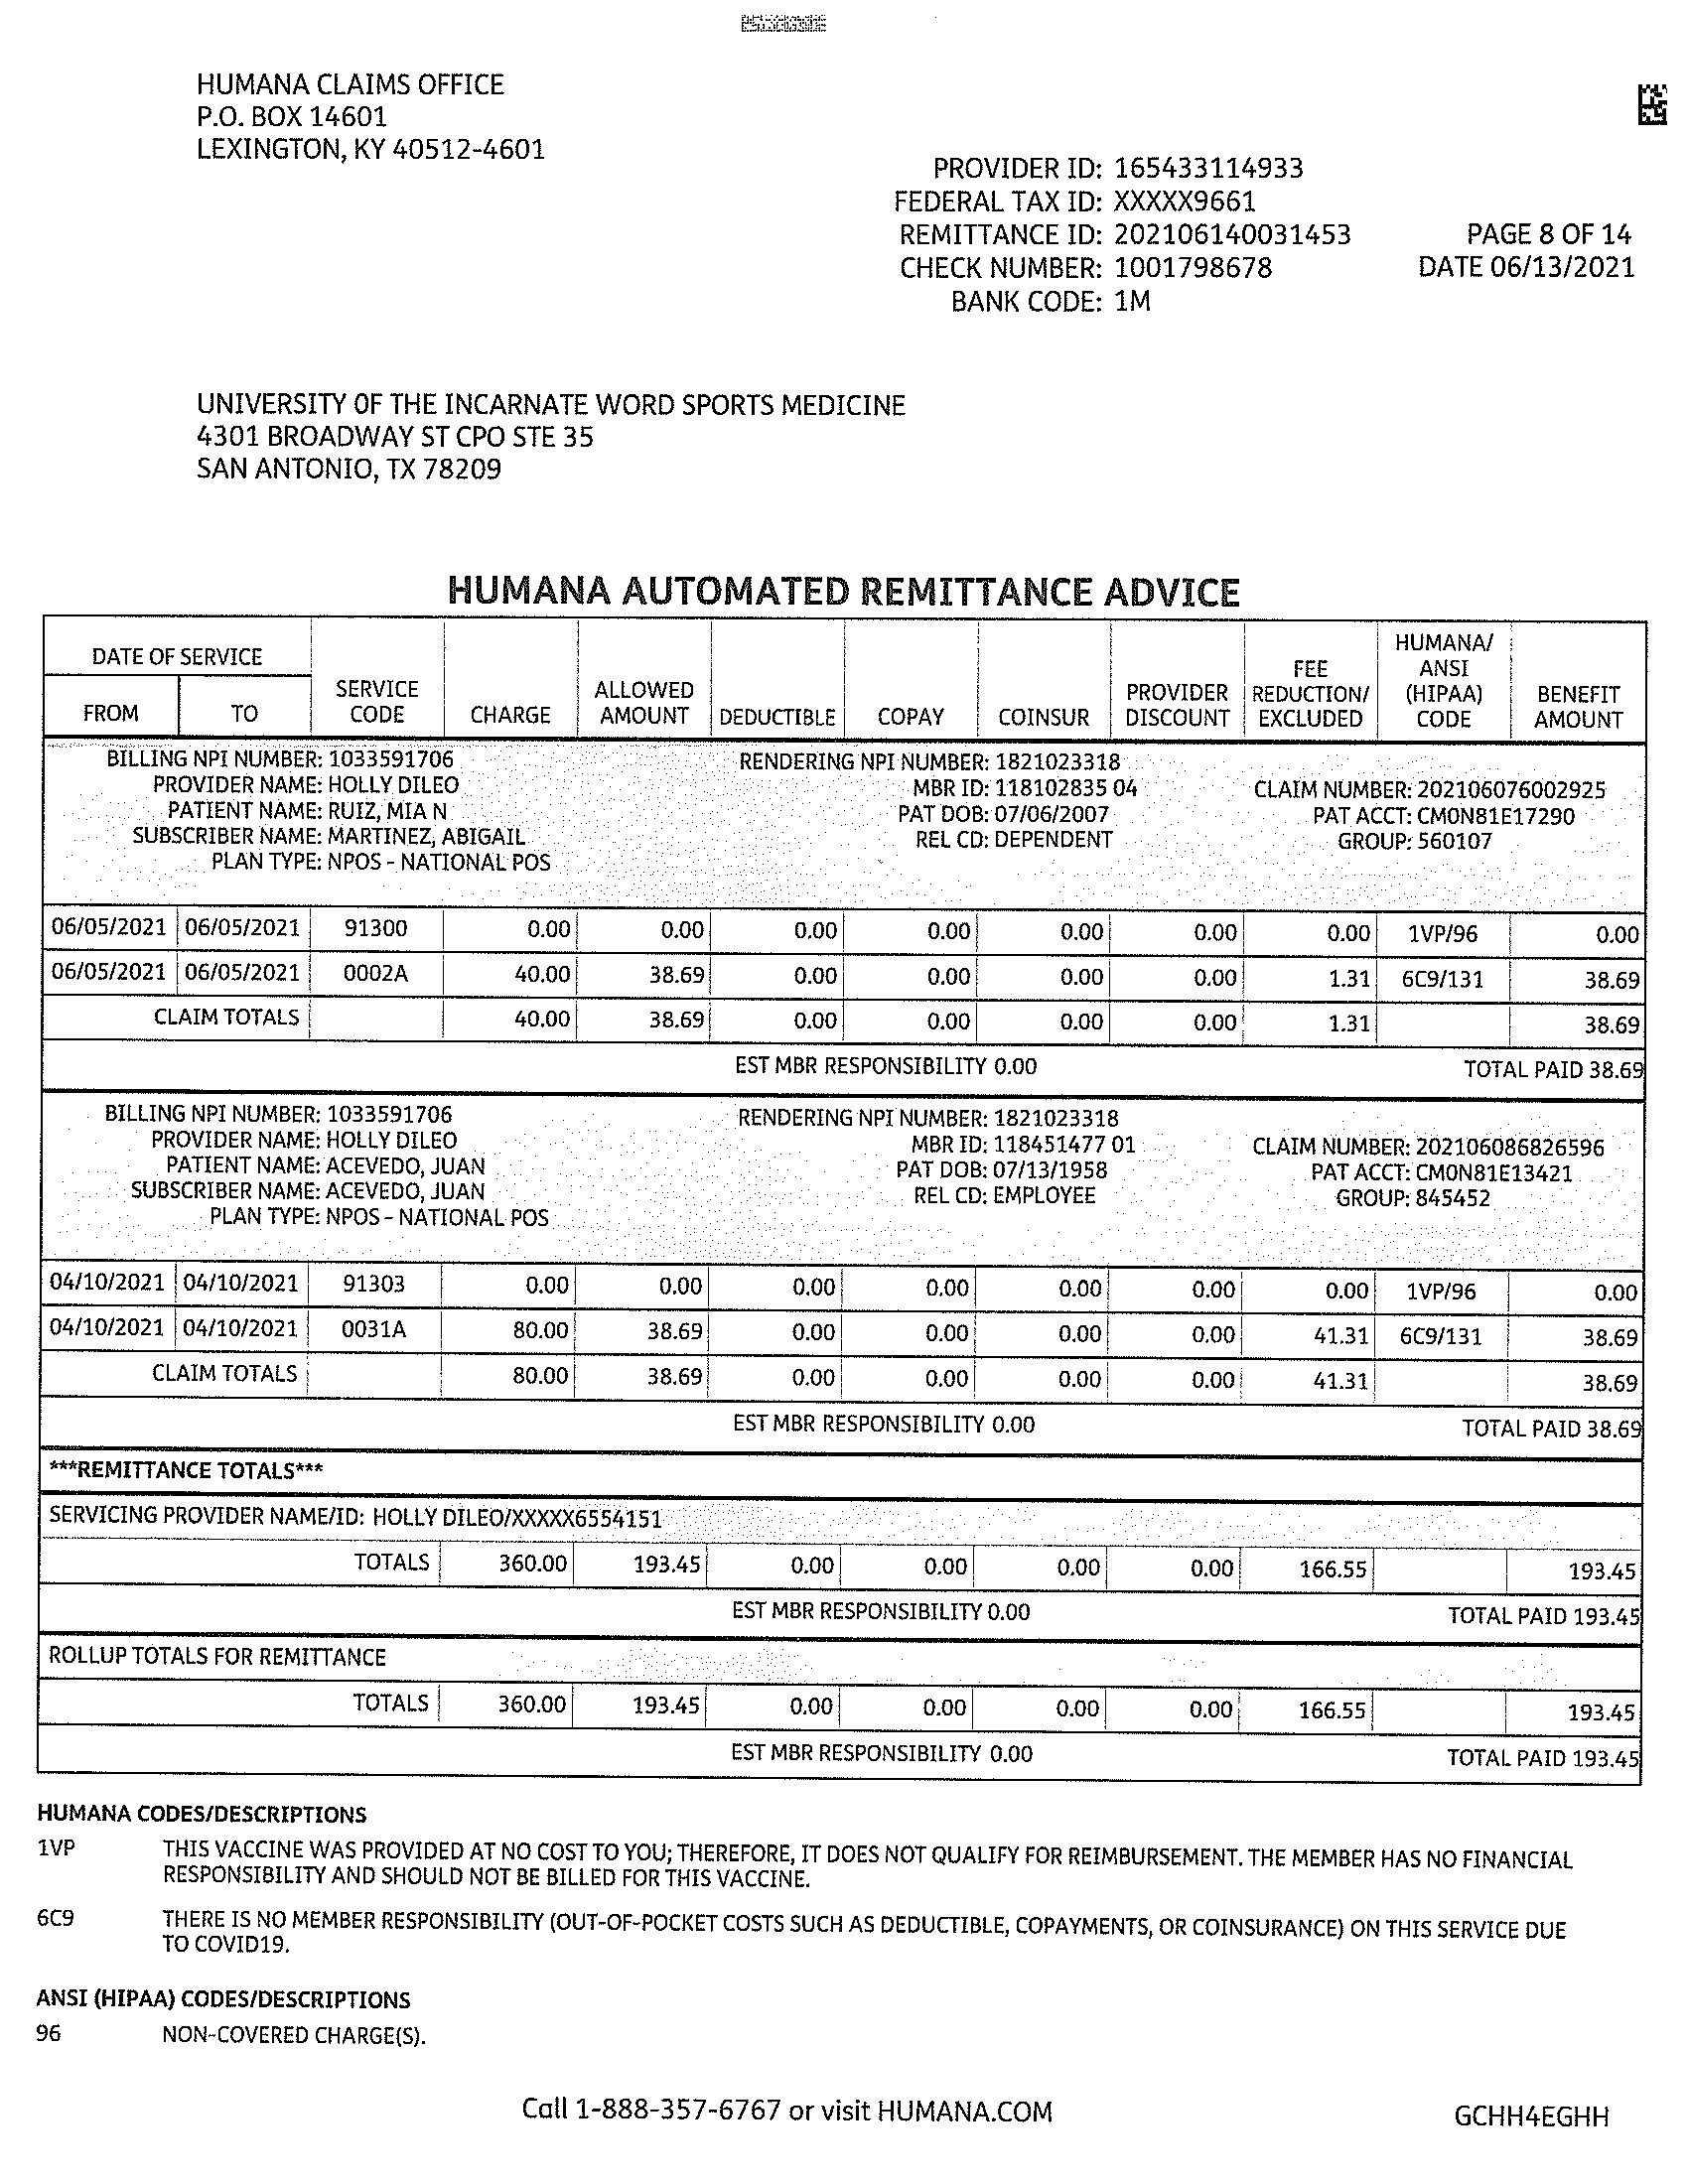 HUMANA CLAIMS OFFICE
P.O. BOX 14601
LEXINGTON, KY 40512-4601
PROVIDER ID: 165433114933
FEDERAL TAX ID: XXXXX9661
REMITTANCE ID: 202106140031453 PAGE 8 OF 14
CHECK NUMBER: 1001798678 DATE 06/13/2021
BANK CODE: 1M
UNIVERSITY OF THE INCARNATE WORD SPORTS MEDICINE
4301 BROADWAY ST CPO STE 35
SAN ANTONIO, TX 78209
HUMANA AUTOMATED REMITTANCE ADVICE
DATE OF SERVICE FROM TO SERVICE CODE CHARGE ALLOWED AMOUNT DEDUCTIBLE COPAY COINSUR PROVIDER DISCOUNT FEE REDUCTION/ EXCLUDED HUMANA/ ANSI (HIPAA) CODE BENEFIT AMOUNT
BILLING NPI NUMBER: 1033591706 RENDERING NPI NUMBER: 1821023318
PROVIDER NAME: HOLLY DILEO MBR ID: 118102835 04 CLAIM NUMBER: 202106076002925
PATIENT NAME: RUIZ, MIA N PAT DOB: 07/06/2007 PAT ACCT: CM0N81E17290
SUBSCRIBER NAME: MARTINEZ, ABIGAIL REL CD: DEPENDENT GROUP: 560107
PLAN TYPE: NPOS - NATIONAL POS
06/05/2021 06/05/2021 91300 0.00 0.00 0.00 0.00 0.00 0.00 0.00 1VP/96 0.00
06/05/2021 06/05/2021 0002A 40.00 38.69 0.00 0.00 0.00 0.00 1.31 6C9/131 38.69
CLAIM TOTALS 40.00 38.69 0.00 0.00 0.00 0.00 1.31 38.69
EST MBR RESPONSIBILITY 0.00 TOTAL PAID 38.69
BILLING NPI NUMBER: 1033591706 RENDERING NPI NUMBER: 1821023318
PROVIDER NAME: HOLLY DILEO MBR ID: 118451477 01 CLAIM NUMBER: 202106086826596
PATIENT NAME: ACEVEDO, JUAN PAT DOB: 07/13/1958 PAT ACCT: CM0N81E13421
SUBSCRIBER NAME: ACEVEDO, JUAN REL CD: EMPLOYEE GROUP: 845452
PLAN TYPE: NPOS - NATIONAL POS
04/10/2021 04/10/2021 91303 0.00 0.00 0.00 0.00 0.00 0.00 0.00 1VP/96 0.00
04/10/2021 04/10/2021 0031A 80.00 38.69 0.00 0.00 0.00 0.00 41.31 6C9/131 38.69
CLAIM TOTALS 80.00 38.69 0.00 0.00 0.00 0.00 41.31 38.69
EST MBR RESPONSIBILITY 0.00 TOTAL PAID 38.69
***REMITTANCE TOTALS***
SERVICING PROVIDER NAME/ID: HOLLY DILEO/XXXXX6554151
TOTALS 360.00 193.45 0.00 0.00 0.00 0.00 166.55 193.45
EST MBR RESPONSIBILITY 0.00 TOTAL PAID 193.45
ROLLUP TOTALS FOR REMITTANCE
TOTALS 360.00 193.45 0.00 0.00 0.00 0.00 166.55 193.45
EST MBR RESPONSIBILITY 0.00 TOTAL PAID 193.45
HUMANA CODES/DESCRIPTIONS
1VP THIS VACCINE WAS PROVIDED AT NO COST TO YOU; THEREFORE, IT DOES NOT QUALIFY FOR REIMBURSEMENT. THE MEMBER HAS NO FINANCIAL
RESPONSIBILITY AND SHOULD NOT BE BILLED FOR THIS VACCINE.
6C9 THERE IS NO MEMBER RESPONSIBILITY (OUT-OF-POCKET COSTS SUCH AS DEDUCTIBLE, COPAYMENTS, OR COINSURANCE) ON THIS SERVICE DUE
TO COVID19.
ANSI (HIPAA) CODES/DESCRIPTIONS
96 NON-COVERED CHARGE(S).
Call 1-888-357-6767 or visit HUMANA.COM
GCHH4EGHH